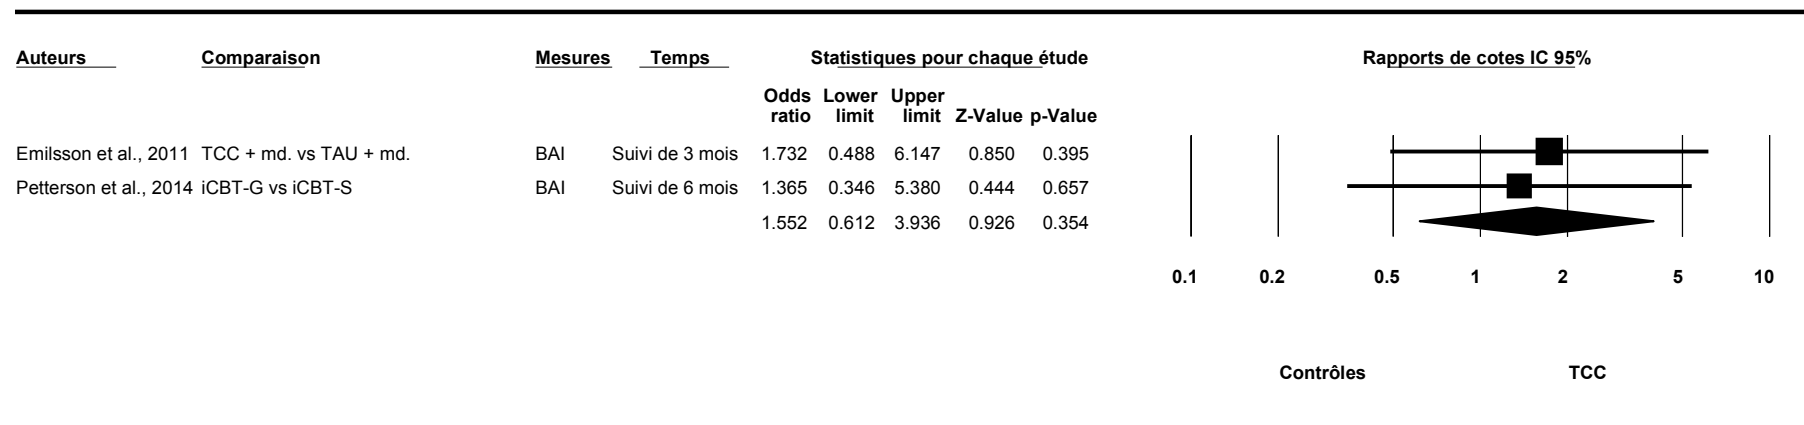 Auteurs Comparaison Mesures Temps Statistiques pour chaque étude Rapports de cotes IC 95%
Odds Lower Upper
ratio limit limit Z-Value p-Value
Emilsson et al., 2011 TCC + md. vs TAU + md. BAI Suivi de 3 mois 1.732 0.488 6.147 0.850 0.395
Petterson et al., 2014 iCBT-G vs iCBT-S BAI Suivi de 6 mois 1.365 0.346 5.380 0.444 0.657
1.552 0.612 3.936 0.926 0.354
0.1 0.2 0.5 1 2 5 10
Contrôles TCC